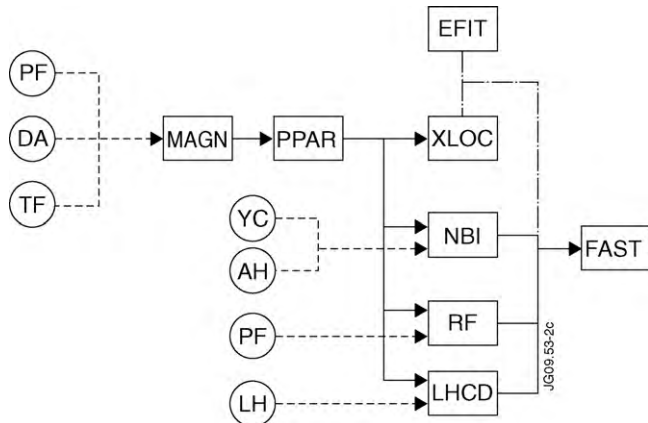 EFIT
PF
DA
MAGN
PPAR
XLOC
TF
YC
NBI
FAST
AH
PF
RF
LH
LHCD
JG09.53-2c